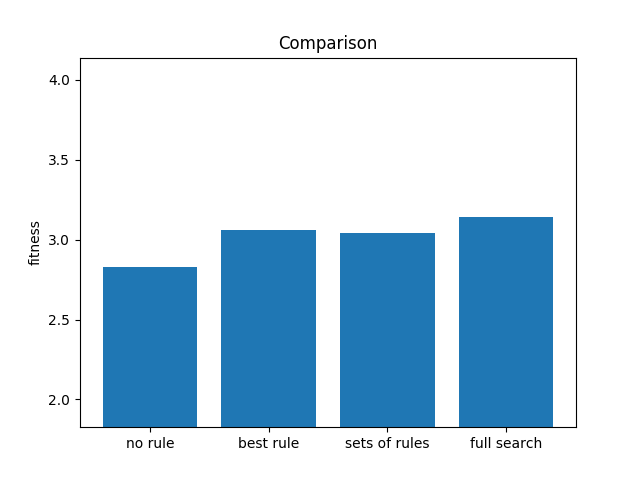 Comparison
fitness
4.0
3.5
3.0
2.5
2.0
no rule
best rule
sets of rules
full search